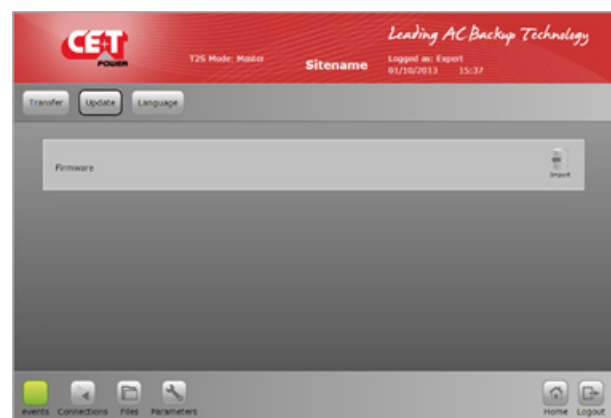 Leading AC Backup Technology
CE+T
POWER
T2S Mode: Master
Sitename
Logged as: Expert
01/10/2013 15:37
Transfer
Update
Language
Firmware
Import
events
Connections
Files
Parameters
Home
Logout